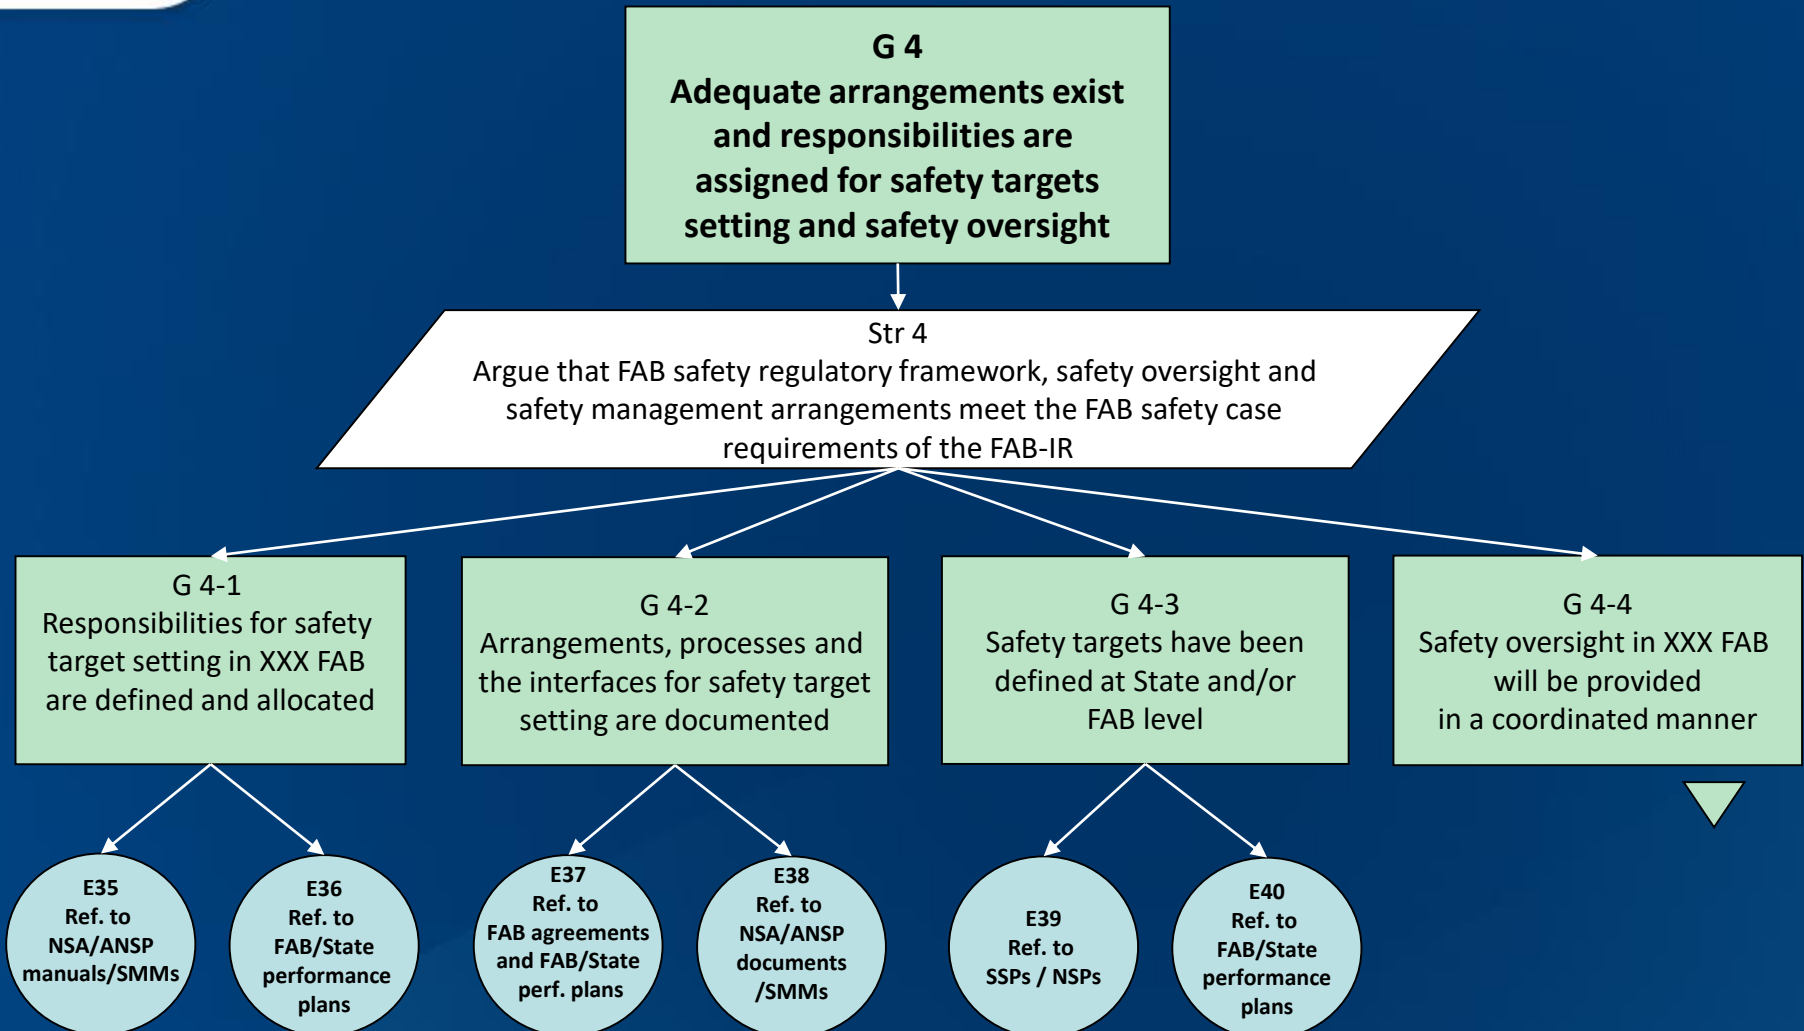 G 4
Adequate arrangements exist
and responsibilities are
assigned for safety targets
setting and safety oversight
Str 4
Argue that FAB safety regulatory framework, safety oversight and
safety management arrangements meet the FAB safety case
requirements of the FAB-IR
G 4-1
Responsibilities for safety
target setting in XXX FAB
are defined and allocated
G 4-2
Arrangements, processes and
the interfaces for safety target
setting are documented
G 4-3
Safety targets have been
defined at State and/or
FAB level
G 4-4
Safety oversight in XXX FAB
will be provided
in a coordinated manner
E35
Ref. to
NSA/ANSP
manuals/SMMs
E36
Ref. to
FAB/State
performance
plans
E37
Ref. to
FAB agreements
and FAB/State
perf. plans
E38
Ref. to
NSA/ANSP
documents
/SMMs
E39
Ref. to
SSPs / NSPs
E40
Ref. to
FAB/State
performance
plans